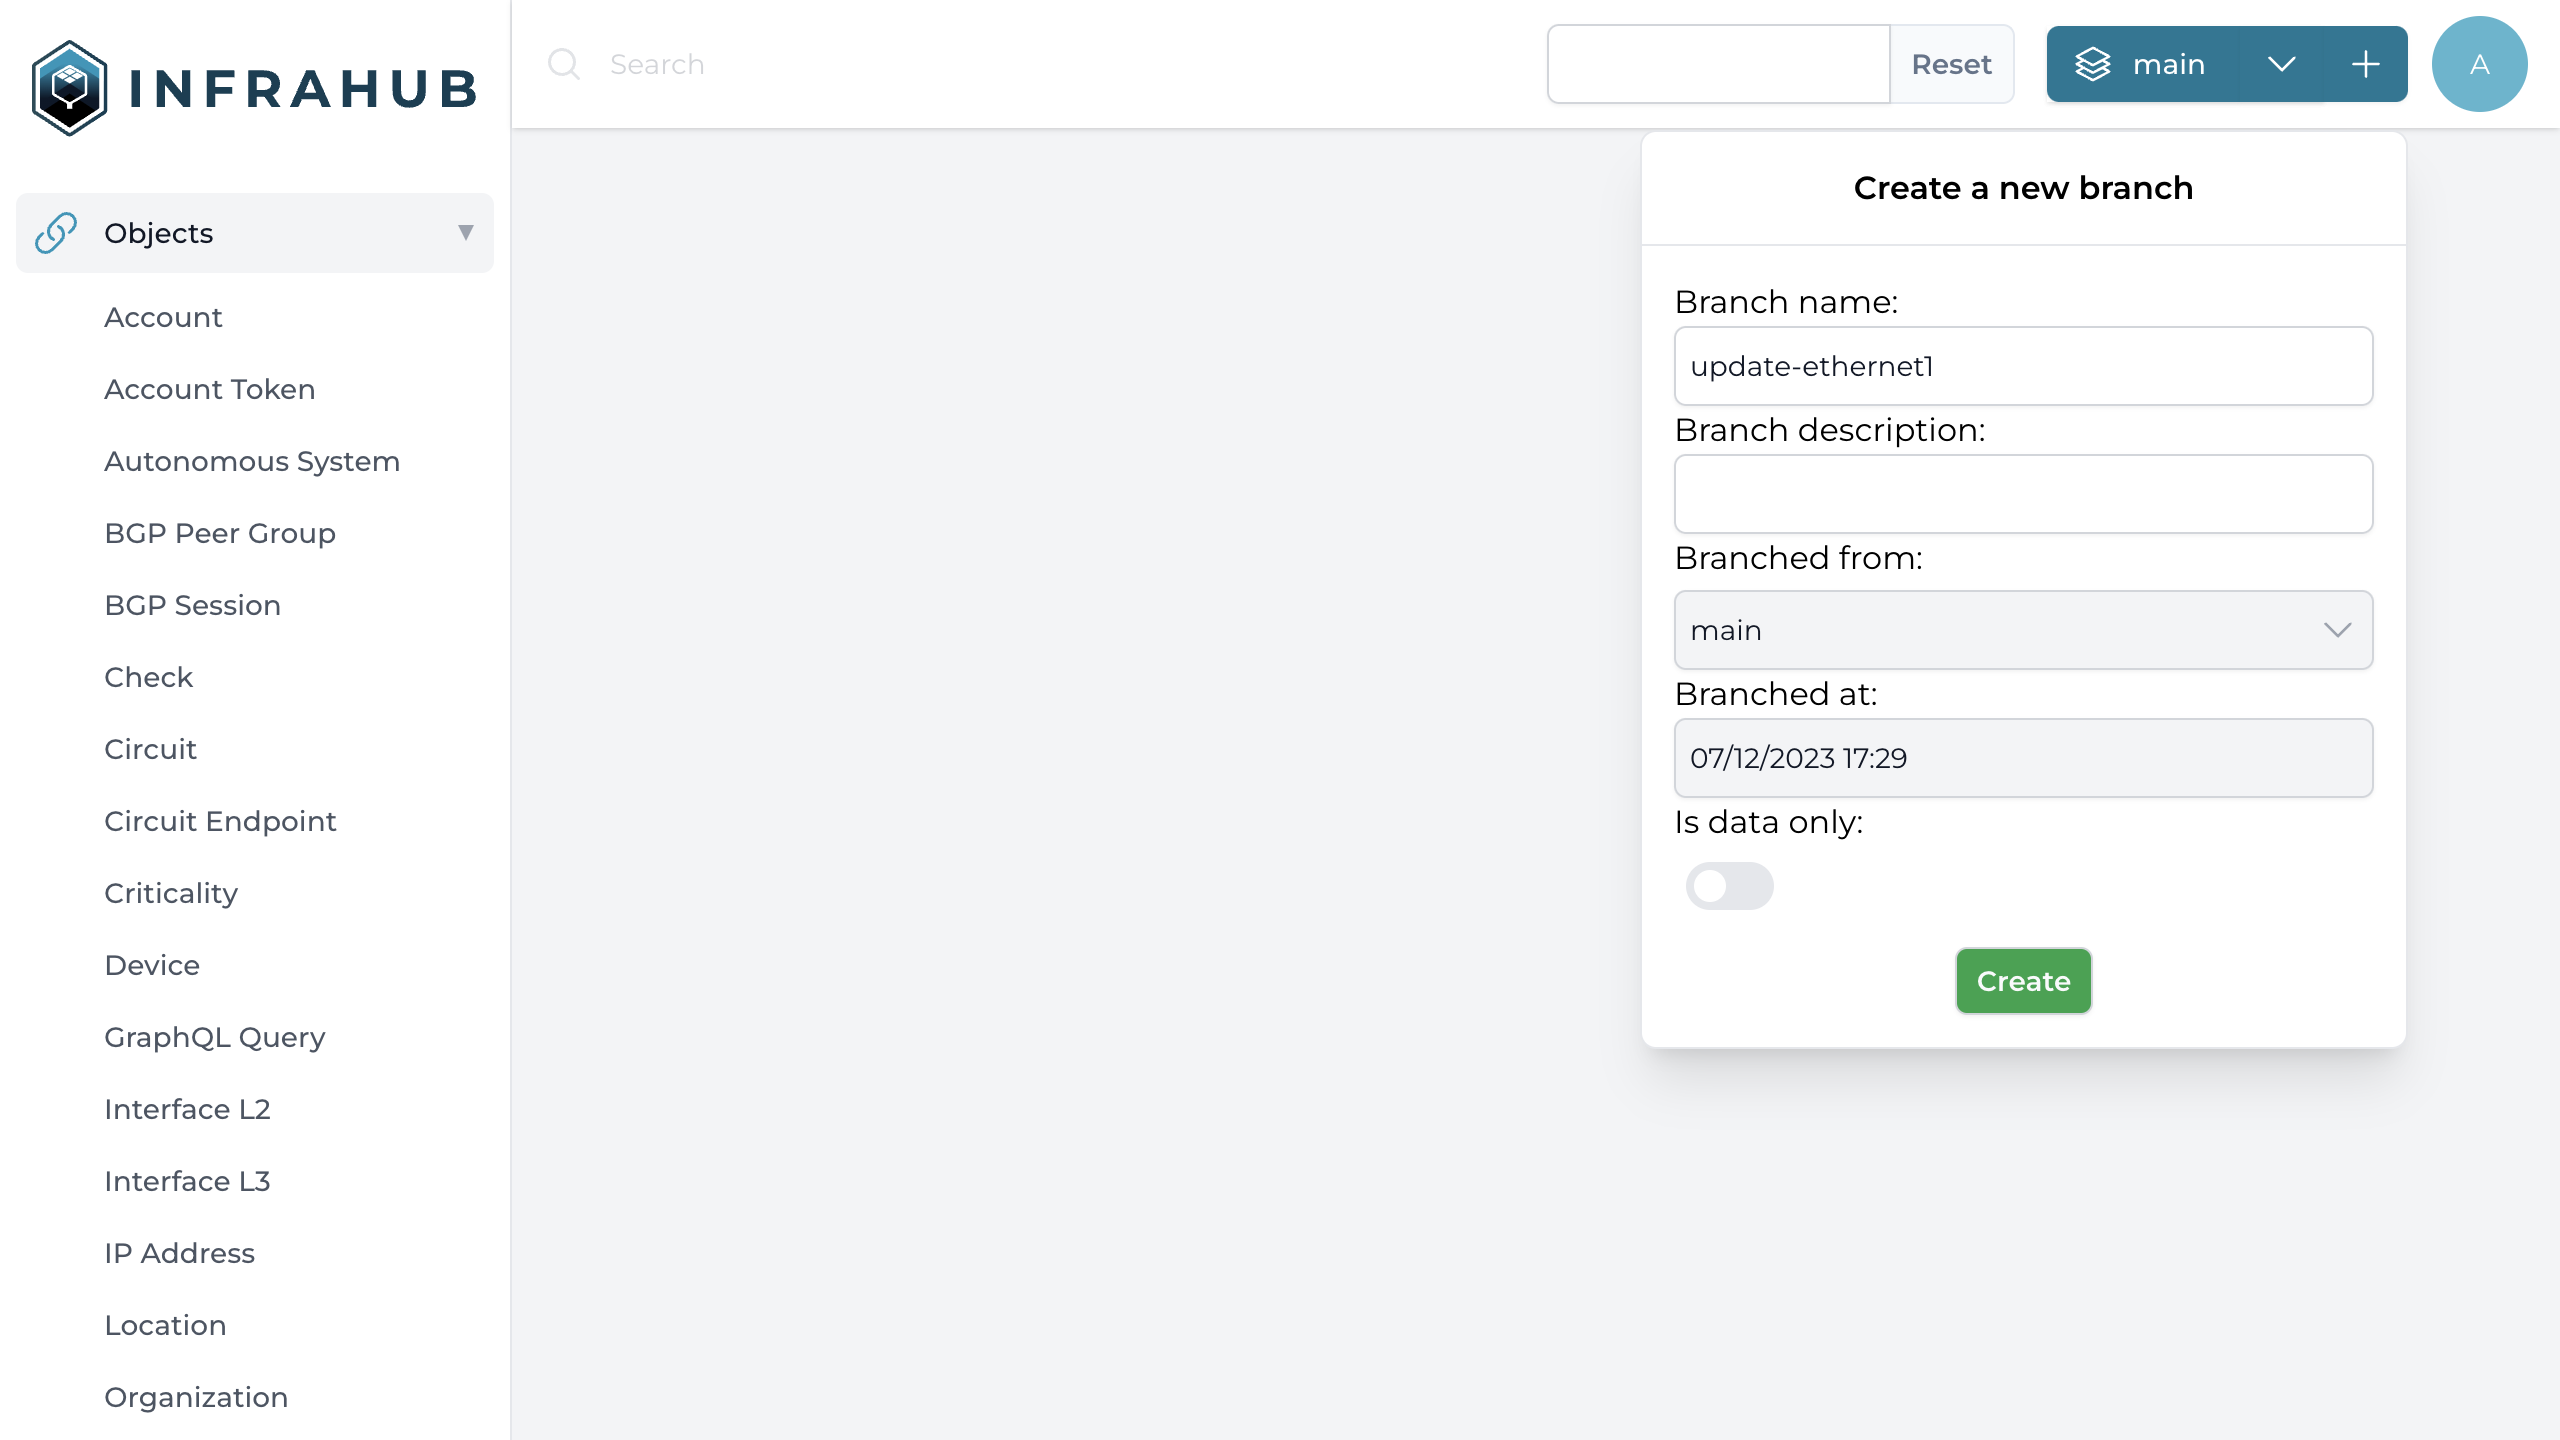 INFRAHUB
Search
Reset
main
A
Objects
Account
Account Token
Autonomous System
BGP Peer Group
BGP Session
Check
Circuit
Circuit Endpoint
Criticality
Device
GraphQL Query
Interface L2
Interface L3
IP Address
Location
Organization
Create a new branch
Branch name:
update-ethernet1
Branch description:
Branched from:
main
Branched at:
07/12/2023 17:29
Is data only:
Create